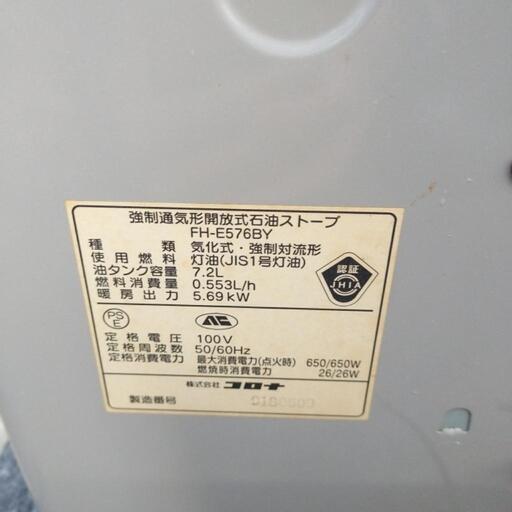 強制通気形開放式石油ストーブ
FH-E576BY
種類 気化式・強制対流形
使用燃料 灯油(JIS1号灯油)
油タンク容量 7.2L
燃料消費量 0.553L/h
暖房出力 5.69kW
認証
JHIA
PS
E
定格電圧 100V
定格周波数 50/60Hz
定格消費電力 最大消費電力(点火時) 650/650W
燃焼時消費電力 26/26W
株式会社 コロナ
製造番号